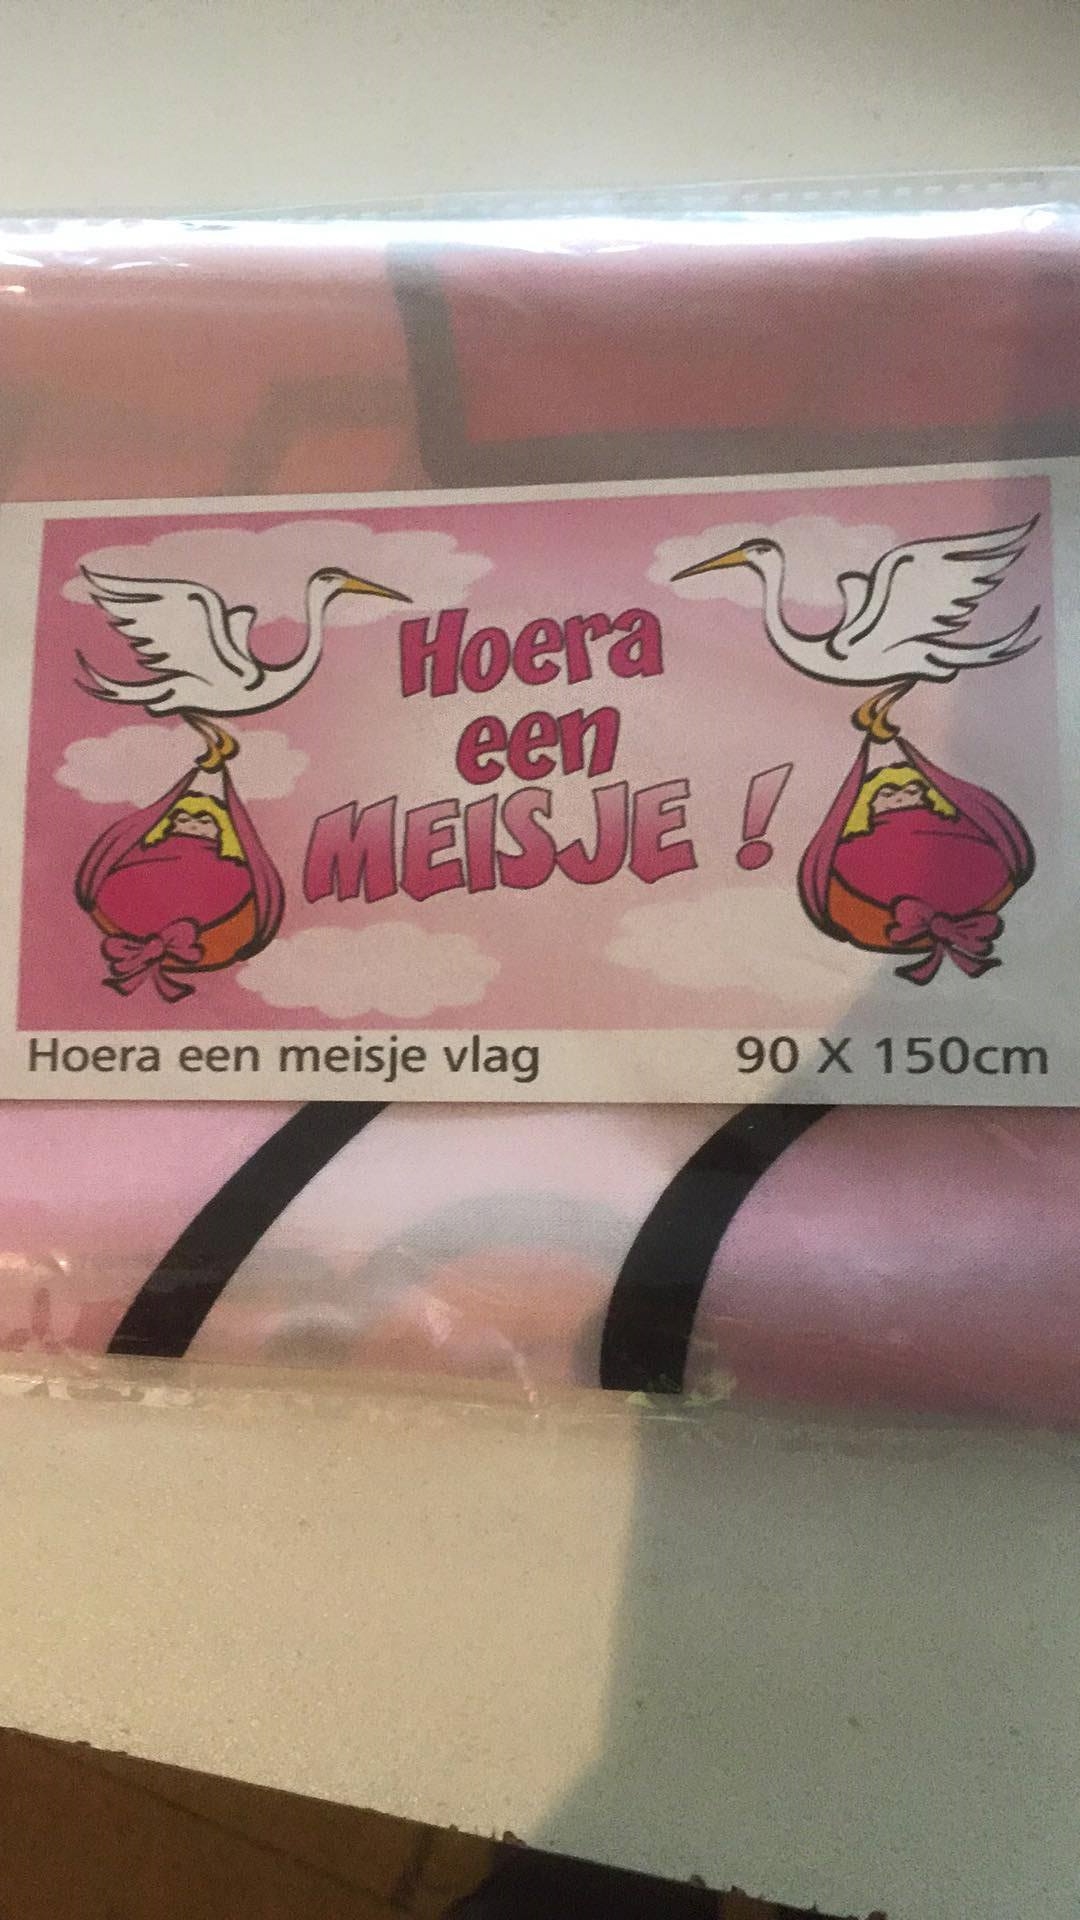 Hoera
een
MEISJE !
Hoera een meisje vlag 90 X 150cm